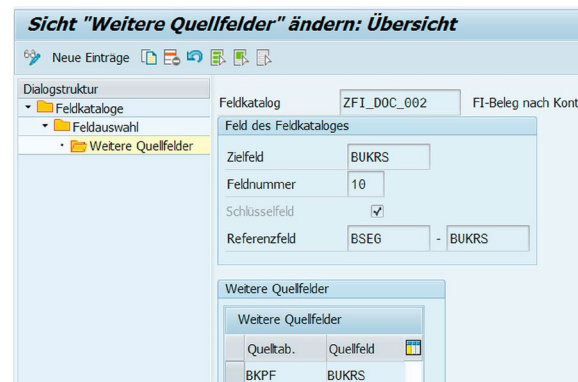 Sicht "Weitere Quellfelder" ändern: Übersicht
Neue Einträge
Dialogstruktur
Feldkataloge
Feldauswahl
Weitere Quellfelder
Feldkatalog ZFI_DOC_002 FI-Beleg nach Kont
Feld des Feldkataloges
Zielfeld BUKRS
Feldnummer 10
Schlüsselfeld
Referenzfeld BSEG - BUKRS
Weitere Quellfelder
Weitere Quellfelder
Quelltab. Quellfeld
BKPF BUKRS